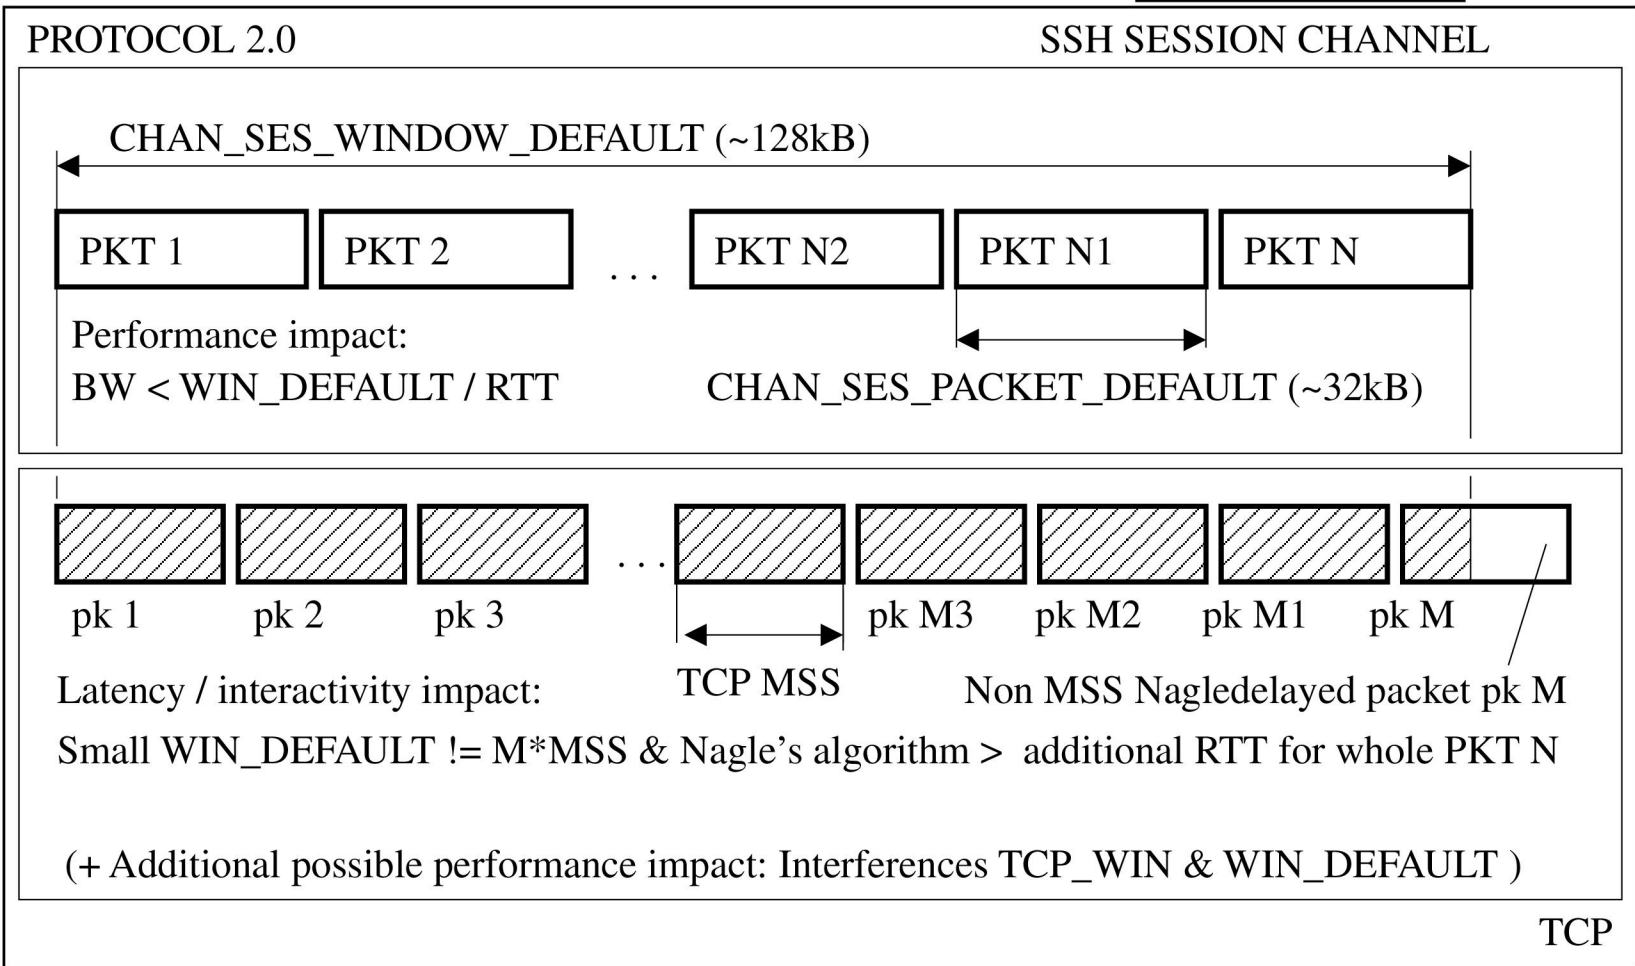 PROTOCOL 2.0 SSH SESSION CHANNEL
CHAN_SES_WINDOW_DEFAULT (~128kB)
PKT 1 PKT 2 . . . PKT N2 PKT N1 PKT N
Performance impact:
BW < WIN_DEFAULT / RTT CHAN_SES_PACKET_DEFAULT (~32kB)
. . .
pk 1 pk 2 pk 3 pk M3 pk M2 pk M1 pk M
TCP MSS
Latency / interactivity impact: Non MSS Nagledelayed packet pk M
Small WIN_DEFAULT != M*MSS & Nagle's algorithm > additional RTT for whole PKT N
(+ Additional possible performance impact: Interferences TCP_WIN & WIN_DEFAULT )
TCP